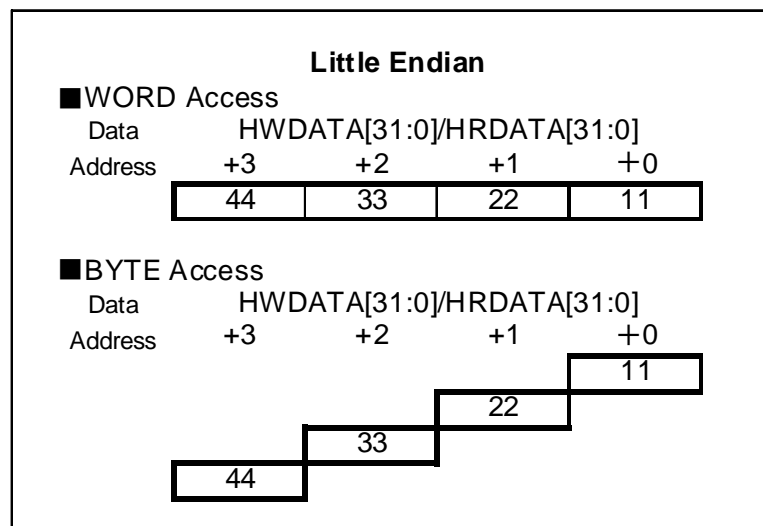 Little Endian
■WORD Access
Data HWDATA[31:0]/HRDATA[31:0]
Address +3 +2 +1 +0
44 33 22 11
■BYTE Access
Data HWDATA[31:0]/HRDATA[31:0]
Address +3 +2 +1 +0
11
22
33
44